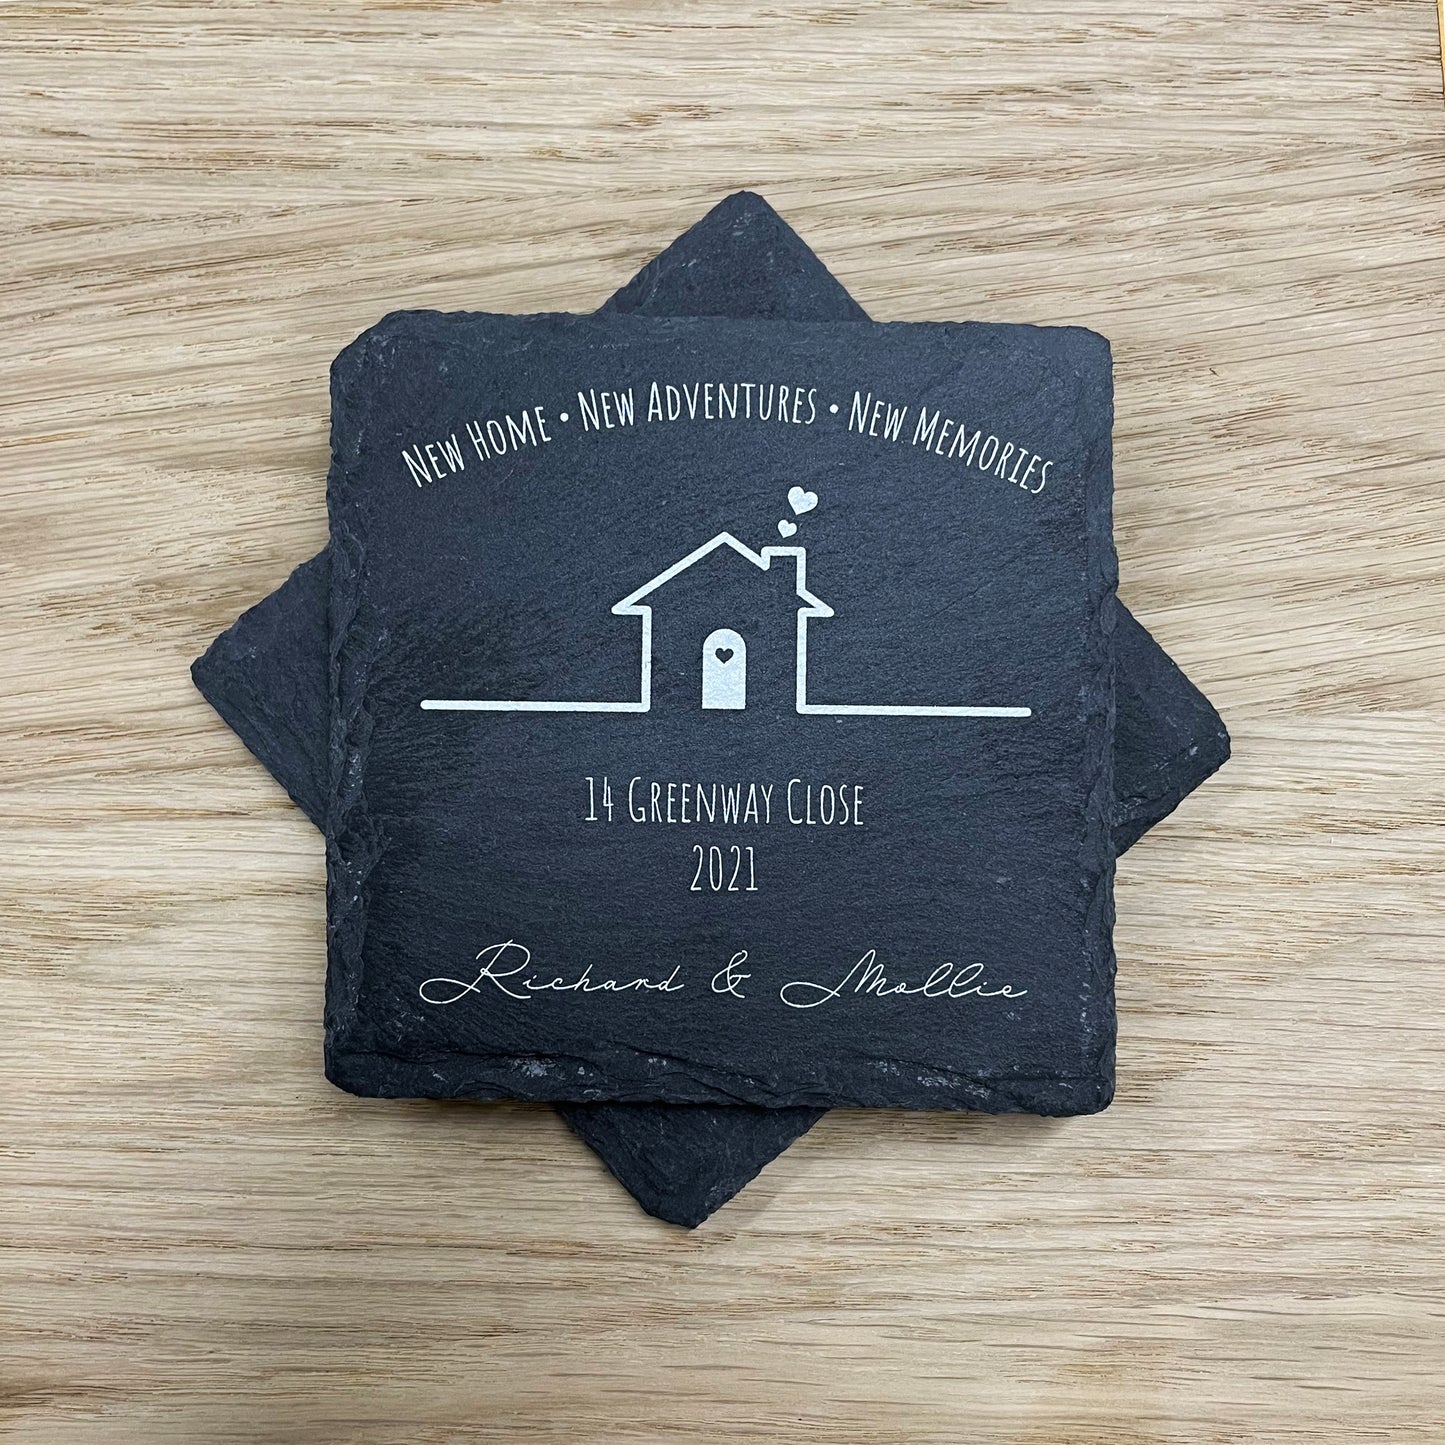 New Home • New Adventures • New Memories
14 Greenway Close
2021
Richard & Mollie